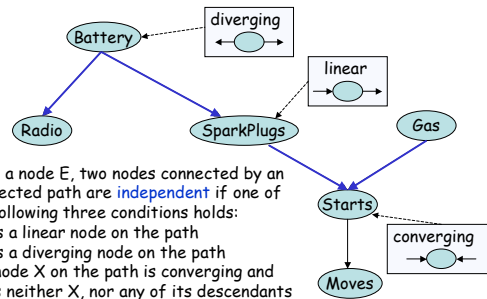 diverging
Battery
linear
Radio
SparkPlugs
Gas
a node E, two nodes connected by an
ected path are independent if one of
following three conditions holds:
s a linear node on the path
s a diverging node on the path
node X on the path is converging and
neither X, nor any of its descendants
Starts
converging
Moves